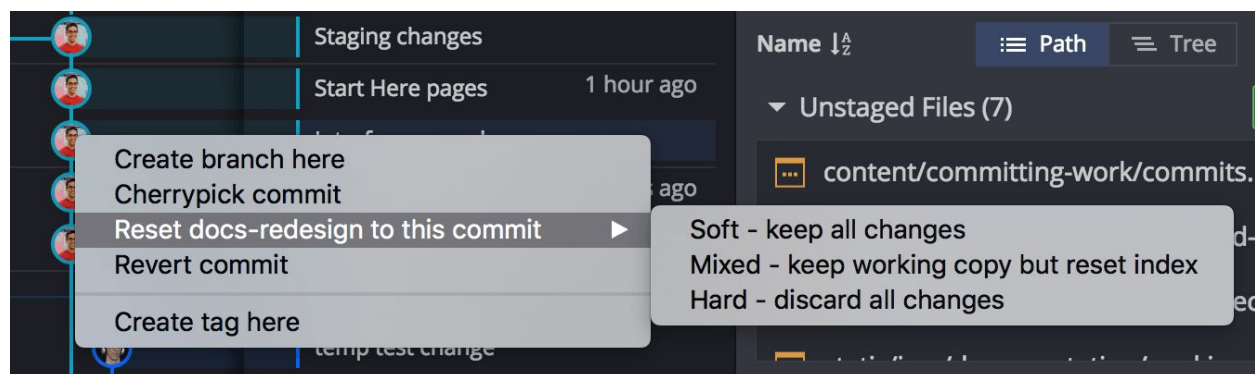 Staging changes
Start Here pages 1 hour ago
ago
Create branch here
Cherrypick commit
Reset docs-redesign to this commit
Revert commit
Create tag here
temp test change
Name
Path
Tree
Unstaged Files (7)
content/committing-work/commits.
Soft - keep all changes
Mixed - keep working copy but reset index
Hard - discard all changes